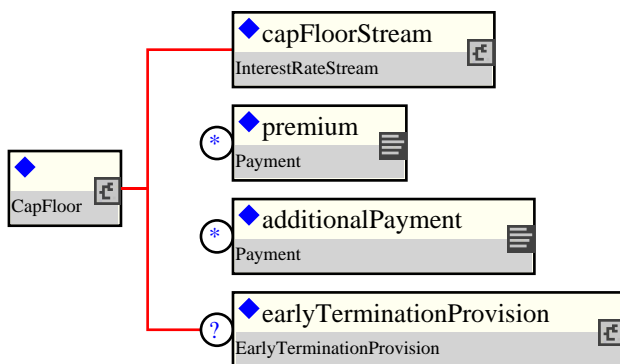 capFloorStream
InterestRateStream
*
premium
Payment
CapFloor
*
additionalPayment
Payment
?
earlyTerminationProvision
EarlyTerminationProvision